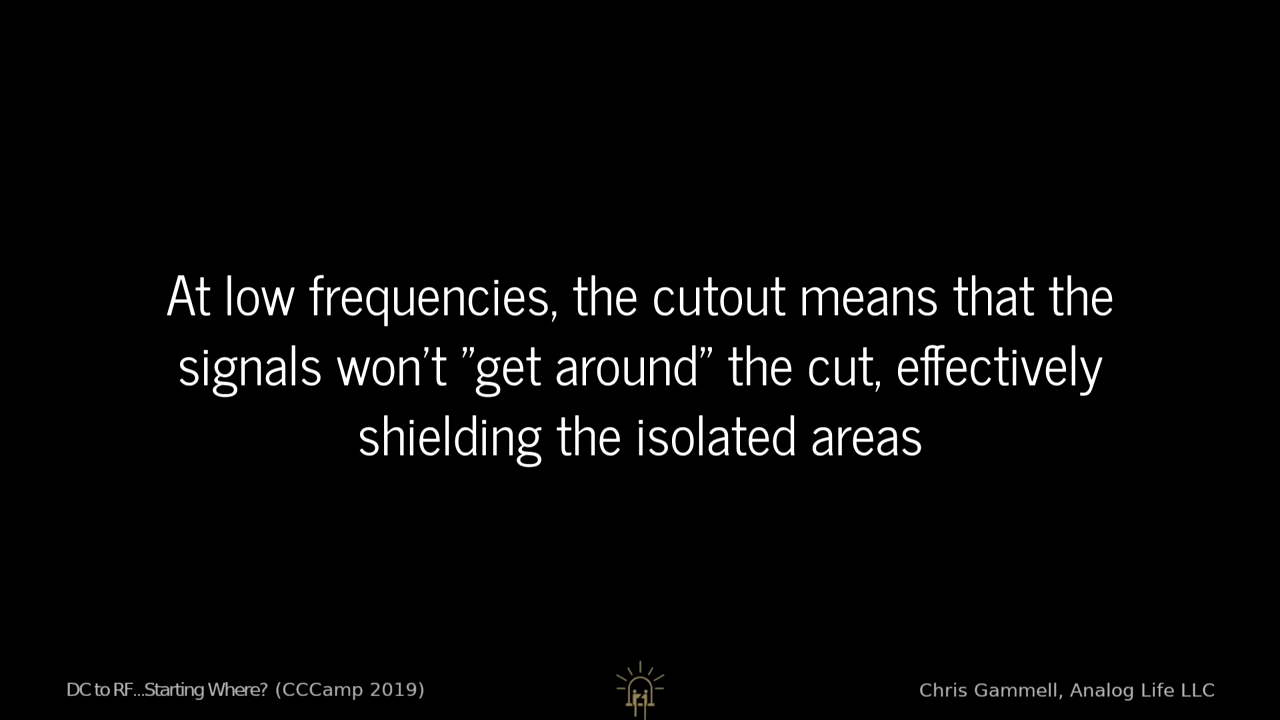 At low frequencies, the cutout means that the
signals won’t ”get around” the cut, effectively
shielding the isolated areas
DC to RF...Starting Where? (CCCamp 2019)
Chris Gammell, Analog Life LLC